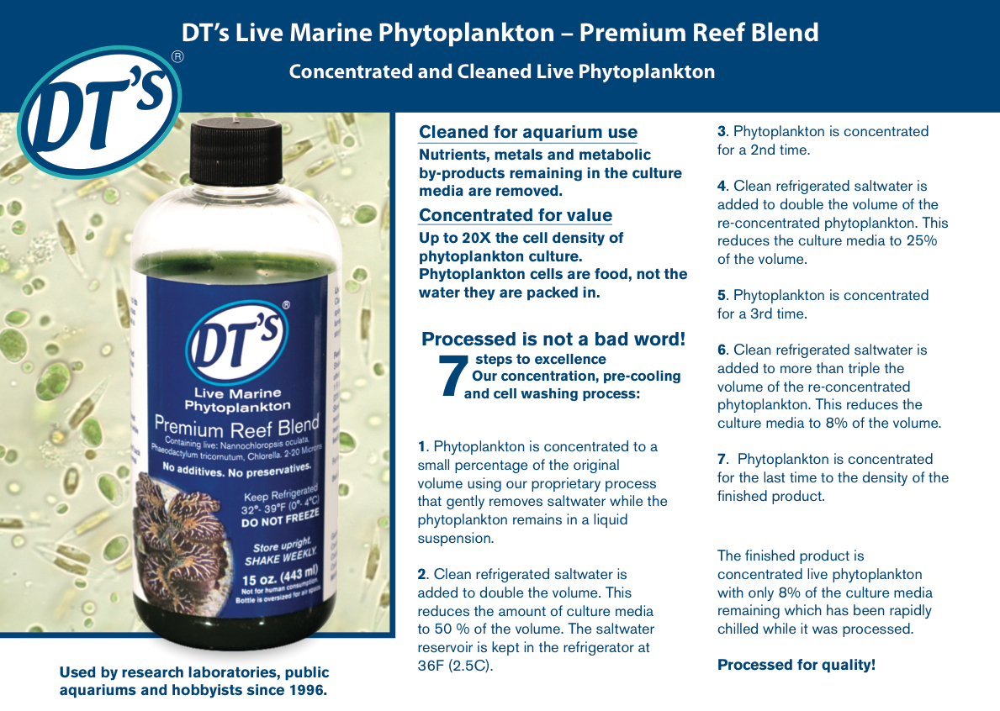 DT's Live Marine Phytoplankton – Premium Reef Blend
Concentrated and Cleaned Live Phytoplankton
DT's ®
DT's ®
Live Marine
Phytoplankton
Premium Reef Blend
Containing live: Nannochloropsis oculata,
Phaeodactylum tricornutum, Chlorella. 2-20 Microns
No additives. No preservatives.
Keep Refrigerated
32°- 39°F (0°- 4°C)
DO NOT FREEZE
Store upright.
SHAKE WEEKLY.
15 oz. (443 ml)
Not for human consumption.
Bottle is oversized for air space.
Used by research laboratories, public
aquariums and hobbyists since 1996.
Cleaned for aquarium use
Nutrients, metals and metabolic
by-products remaining in the culture
media are removed.
Concentrated for value
Up to 20X the cell density of
phytoplankton culture.
Phytoplankton cells are food, not the
water they are packed in.
Processed is not a bad word!
7 steps to excellence
Our concentration, pre-cooling
and cell washing process:
1. Phytoplankton is concentrated to a
small percentage of the original
volume using our proprietary process
that gently removes saltwater while the
phytoplankton remains in a liquid
suspension.
2. Clean refrigerated saltwater is
added to double the volume. This
reduces the amount of culture media
to 50 % of the volume. The saltwater
reservoir is kept in the refrigerator at
36F (2.5C).
3. Phytoplankton is concentrated
for a 2nd time.
4. Clean refrigerated saltwater is
added to double the volume of the
re-concentrated phytoplankton. This
reduces the culture media to 25%
of the volume.
5. Phytoplankton is concentrated
for a 3rd time.
6. Clean refrigerated saltwater is
added to more than triple the
volume of the re-concentrated
phytoplankton. This reduces the
culture media to 8% of the volume.
7. Phytoplankton is concentrated
for the last time to the density of the
finished product.
The finished product is
concentrated live phytoplankton
with only 8% of the culture media
remaining which has been rapidly
chilled while it was processed.
Processed for quality!